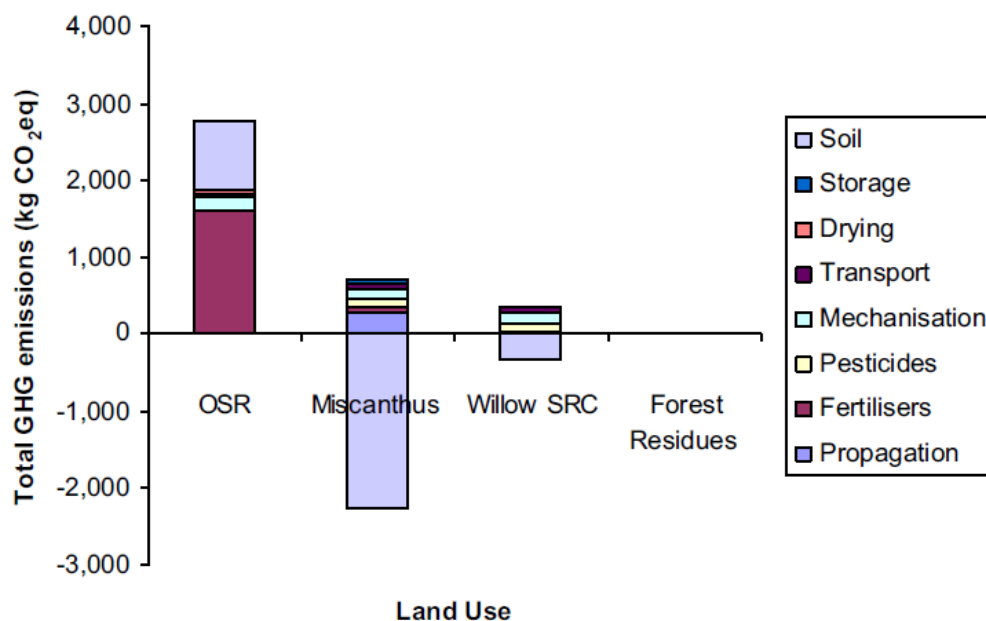 4,000
3,000
2,000
1,000
0
-1,000
-2,000
-3,000
Total GHG emissions (kg CO₂eq)
OSR
Miscanthus
Willow SRC
Forest
Residues
Land Use
Soil
Storage
Drying
Transport
Mechanisation
Pesticides
Fertilisers
Propagation